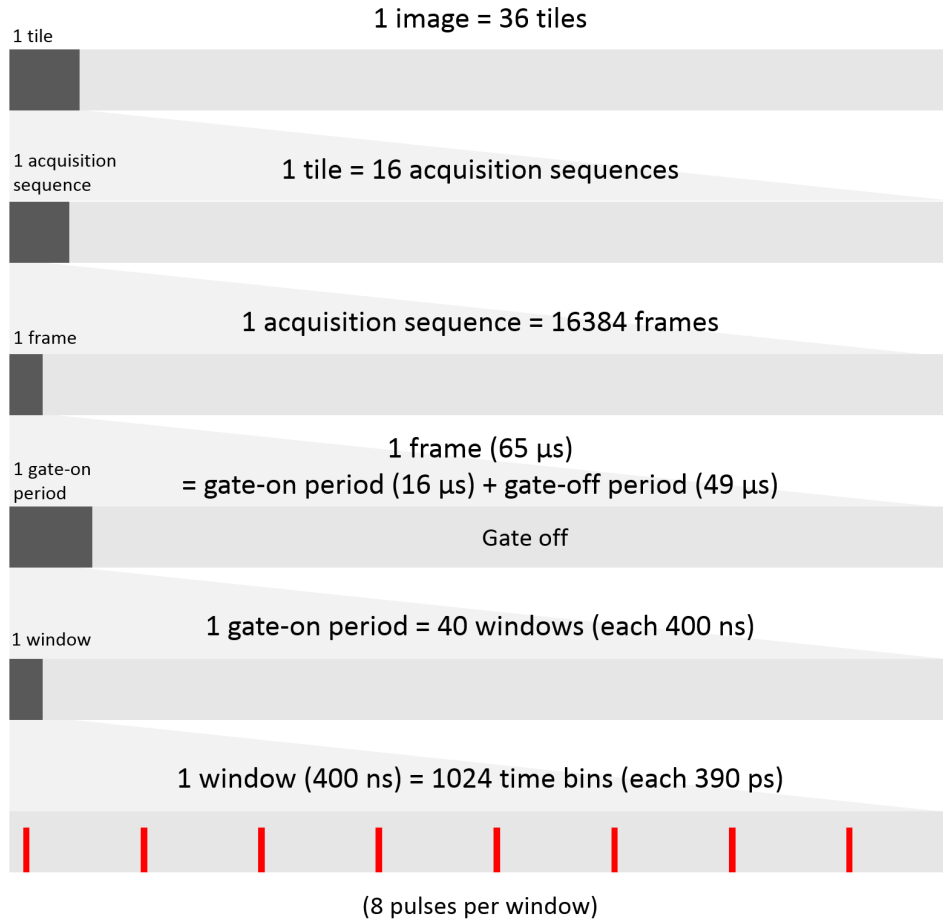 1 image = 36 tiles
1 tile
1 acquisition
sequence
1 tile = 16 acquisition sequences
1 acquisition sequence = 16384 frames
1 frame
1 frame (65 µs)
= gate-on period (16 µs) + gate-off period (49 µs)
1 gate-on
period
Gate off
1 gate-on period = 40 windows (each 400 ns)
1 window
1 window (400 ns) = 1024 time bins (each 390 ps)
(8 pulses per window)